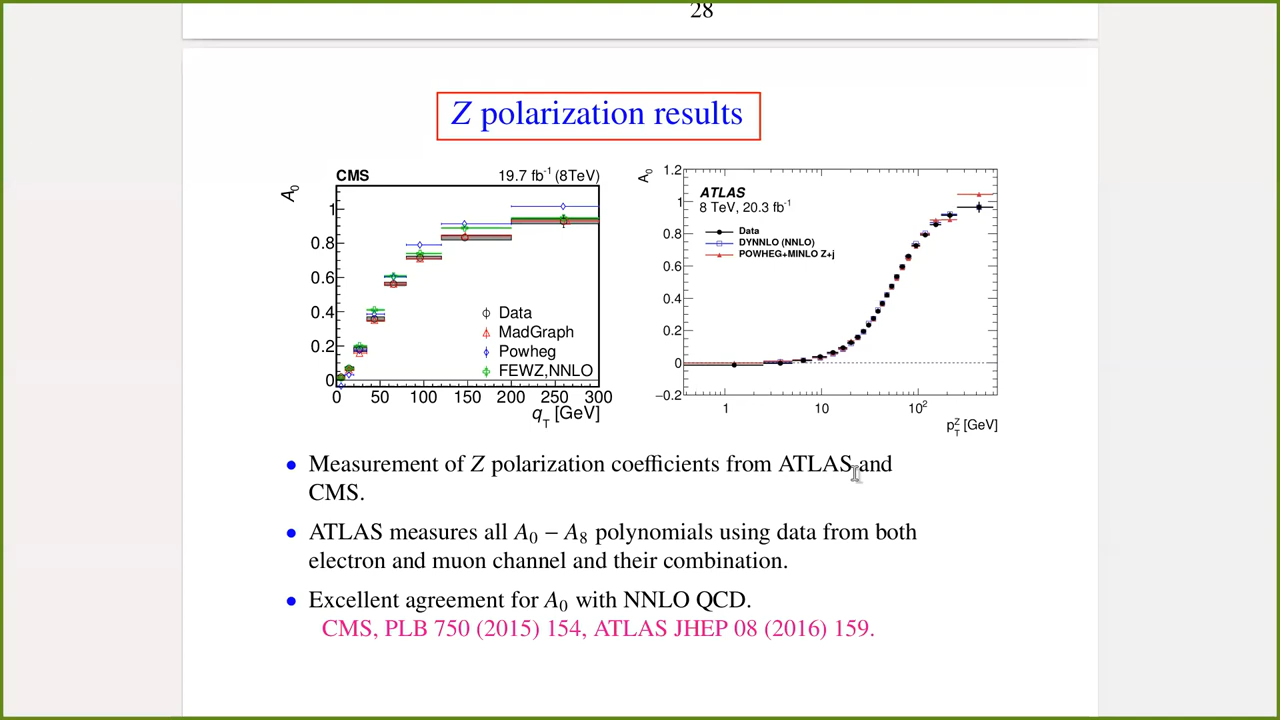 28
Z polarization results
CMS 19.7 fb⁻¹ (8TeV)
A₀
1
0.8
0.6
0.4
0.2
0
Data
MadGraph
Powheg
FEWZ,NNLO
0 50 100 150 200 250 300
q_T [GeV]
A₀
1.2
1
0.8
0.6
0.4
0.2
0
−0.2
ATLAS
8 TeV, 20.3 fb⁻¹
Data
DYNNLO (NNLO)
POWHEG+MINLO Z+j
1 10 10²
p_T^Z [GeV]
• Measurement of Z polarization coefficients from ATLAS and
CMS.
• ATLAS measures all A₀ − A₈ polynomials using data from both
electron and muon channel and their combination.
• Excellent agreement for A₀ with NNLO QCD.
CMS, PLB 750 (2015) 154, ATLAS JHEP 08 (2016) 159.